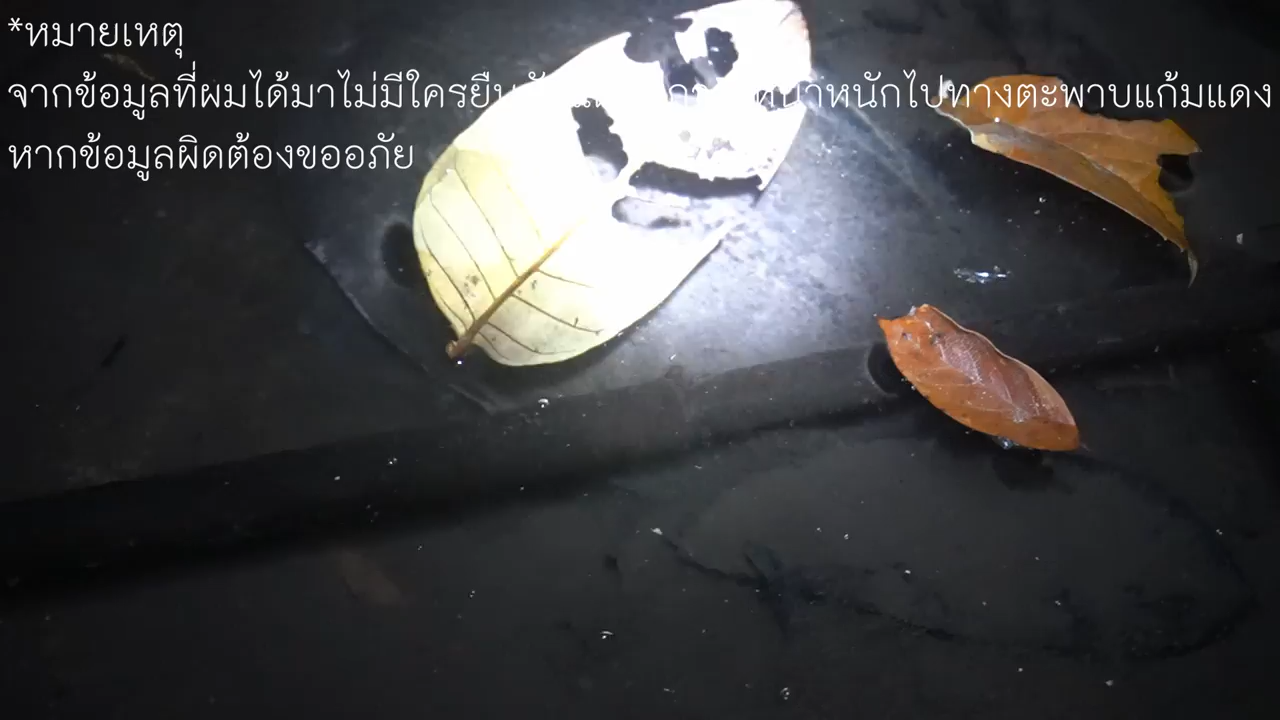 *หมายเหตุ
จากข้อมูลที่ผมได้มาไม่มีใครยืน ไปทางตะพาบแก้มแดง
หากข้อมูลผิดต้องขออภัย